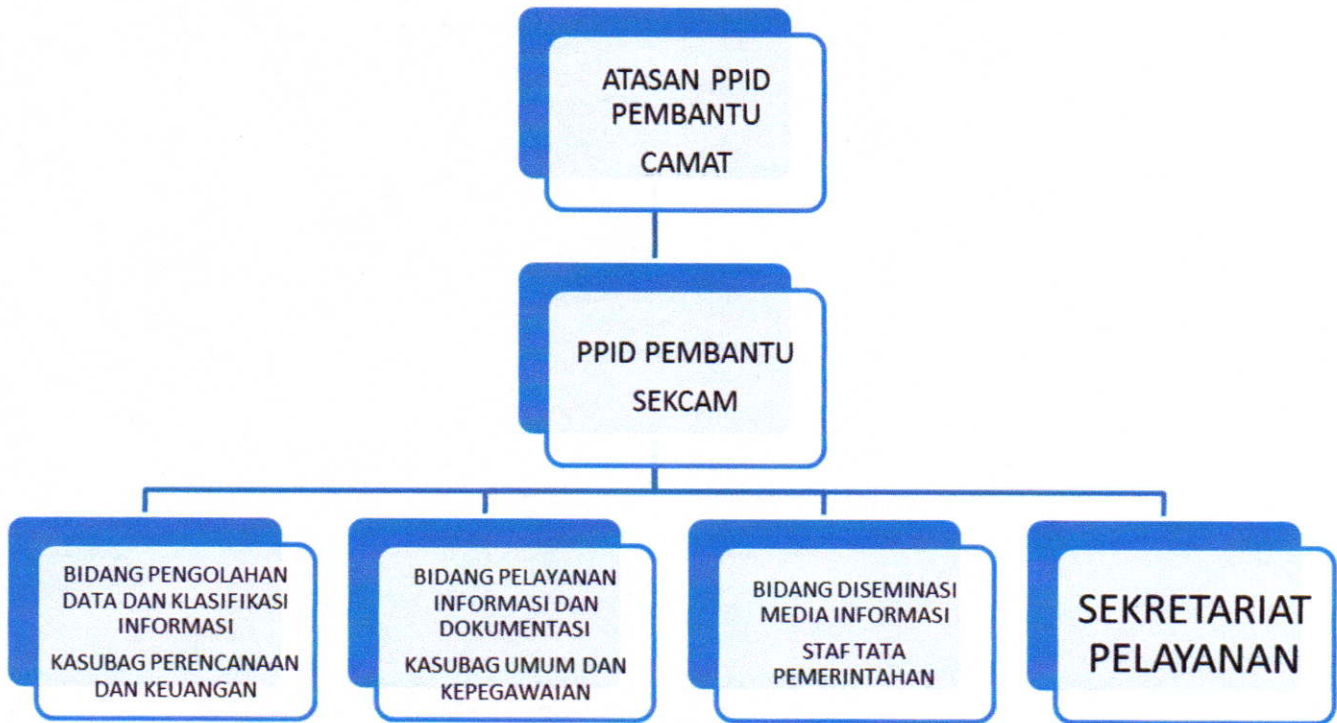 ATASAN PPID
PEMBANTU
CAMAT
PPID PEMBANTU
SEKCAM
BIDANG PENGOLAHAN
DATA DAN KLASIFIKASI
INFORMASI
KASUBAG PERENCANAAN
DAN KEUANGAN
BIDANG PELAYANAN
INFORMASI DAN
DOKUMENTASI
KASUBAG UMUM DAN
KEPEGAWAIAN
BIDANG DISEMINASI
MEDIA INFORMASI
STAF TATA
PEMERINTAHAN
SEKRETARIAT
PELAYANAN